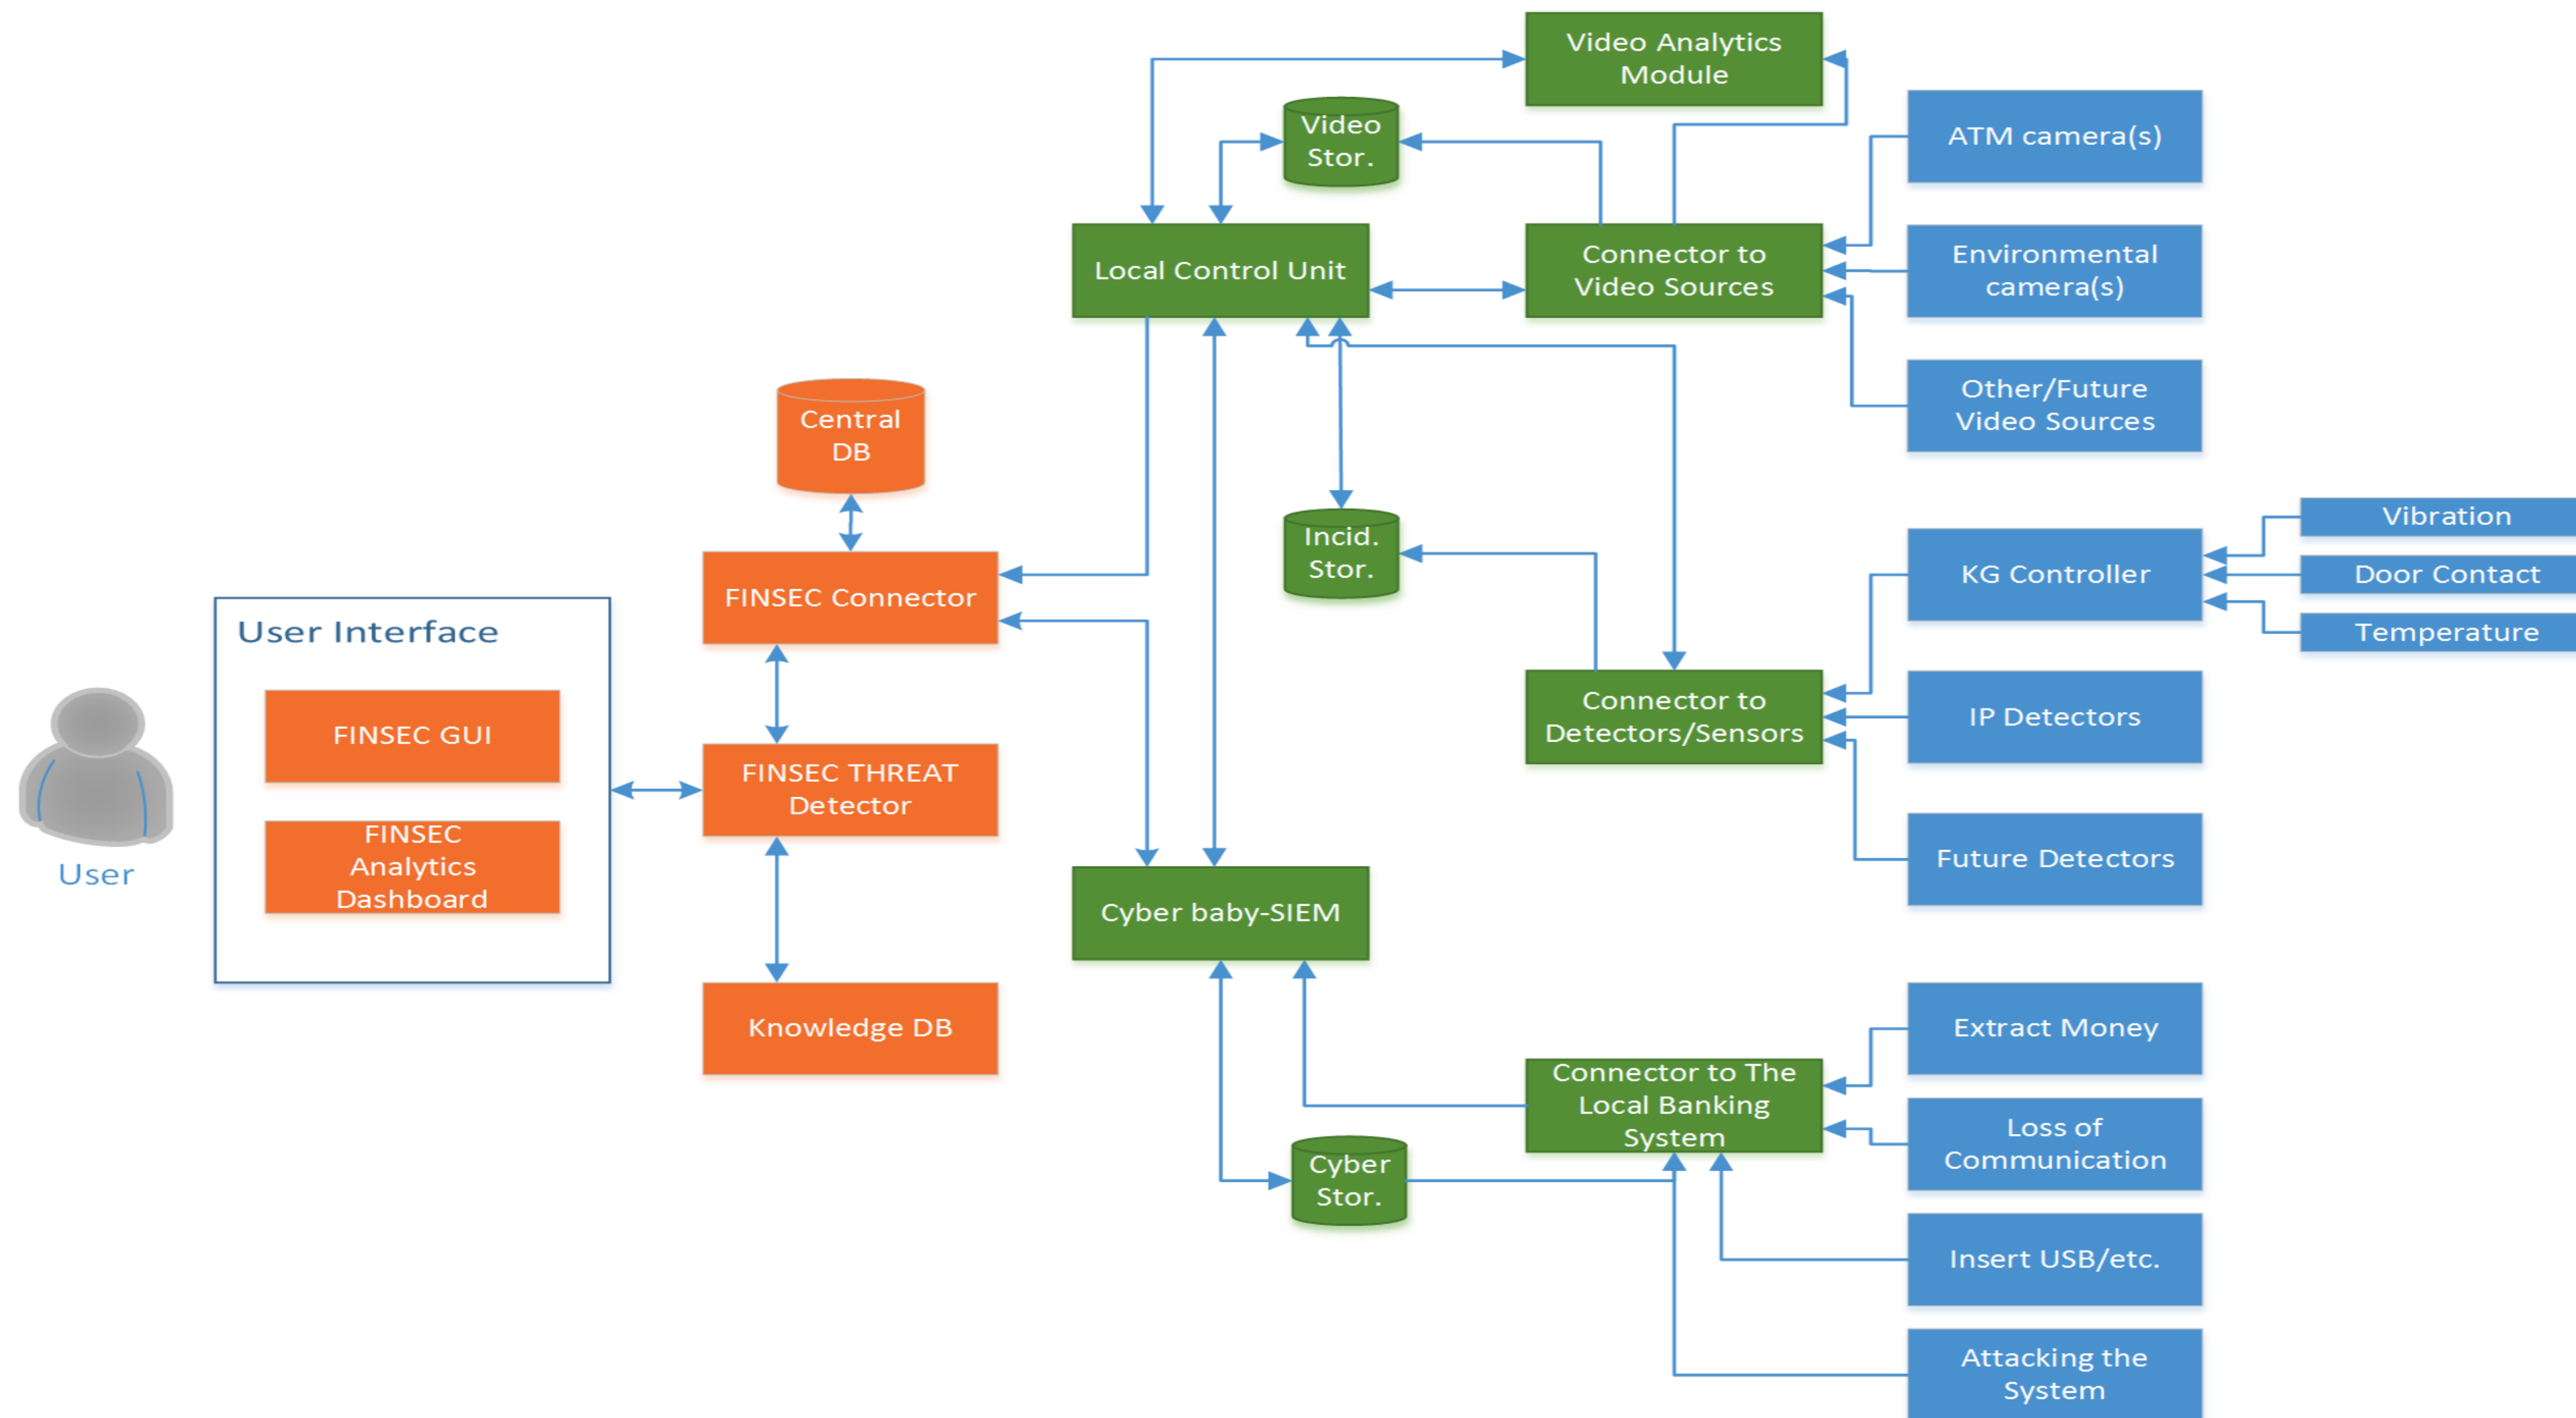 Video Analytics
Module
Video
Stor.
ATM camera(s)
Local Control Unit
Connector to
Video Sources
Environmental
camera(s)
Other/Future
Video Sources
Central
DB
Incid.
Stor.
Vibration
KG Controller
Door Contact
Temperature
FINSEC Connector
User Interface
FINSEC GUI
FINSEC THREAT
Detector
Connector to
Detectors/Sensors
IP Detectors
FINSEC
Analytics
Dashboard
User
Future Detectors
Cyber baby-SIEM
Knowledge DB
Extract Money
Connector to The
Local Banking
System
Loss of
Communication
Cyber
Stor.
Insert USB/etc.
Attacking the
System